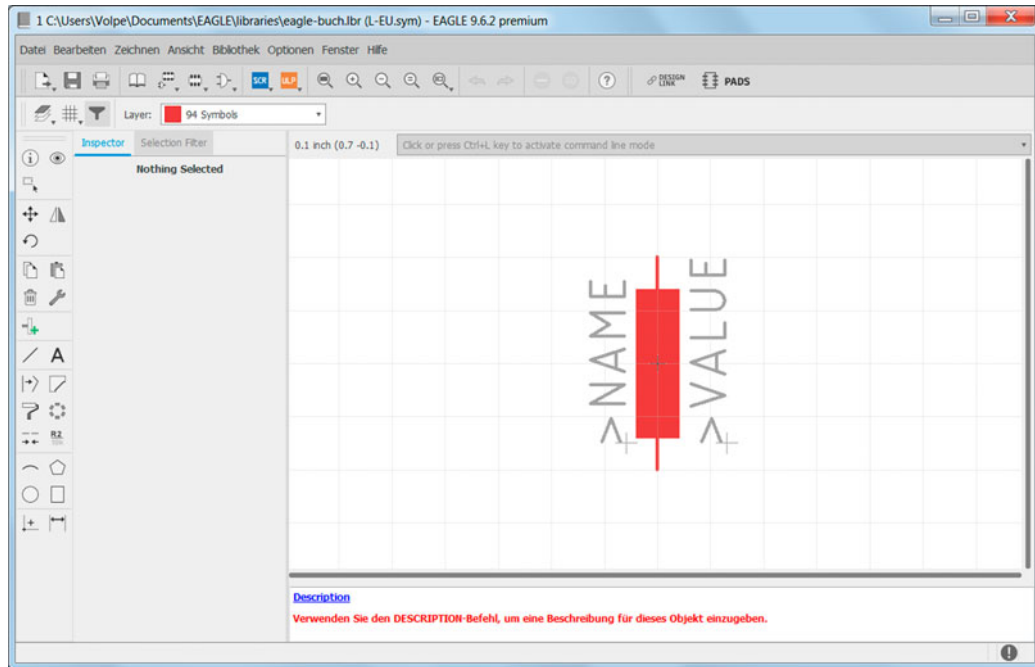 1 C:\Users\Volpe\Documents\EAGLE\libraries\eagle-buch.lbr (L-EU.sym) - EAGLE 9.6.2 premium
Datei Bearbeiten Zeichnen Ansicht Bibliothek Optionen Fenster Hilfe
SCR ULP DESIGN LINK PADS
Layer: 94 Symbols
Inspector Selection Filter 0.1 inch (0.7 -0.1) Click or press Ctrl+L key to activate command line mode
Nothing Selected
>NAME
>VALUE
R2
10k
Description
Verwenden Sie den DESCRIPTION-Befehl, um eine Beschreibung für dieses Objekt einzugeben.